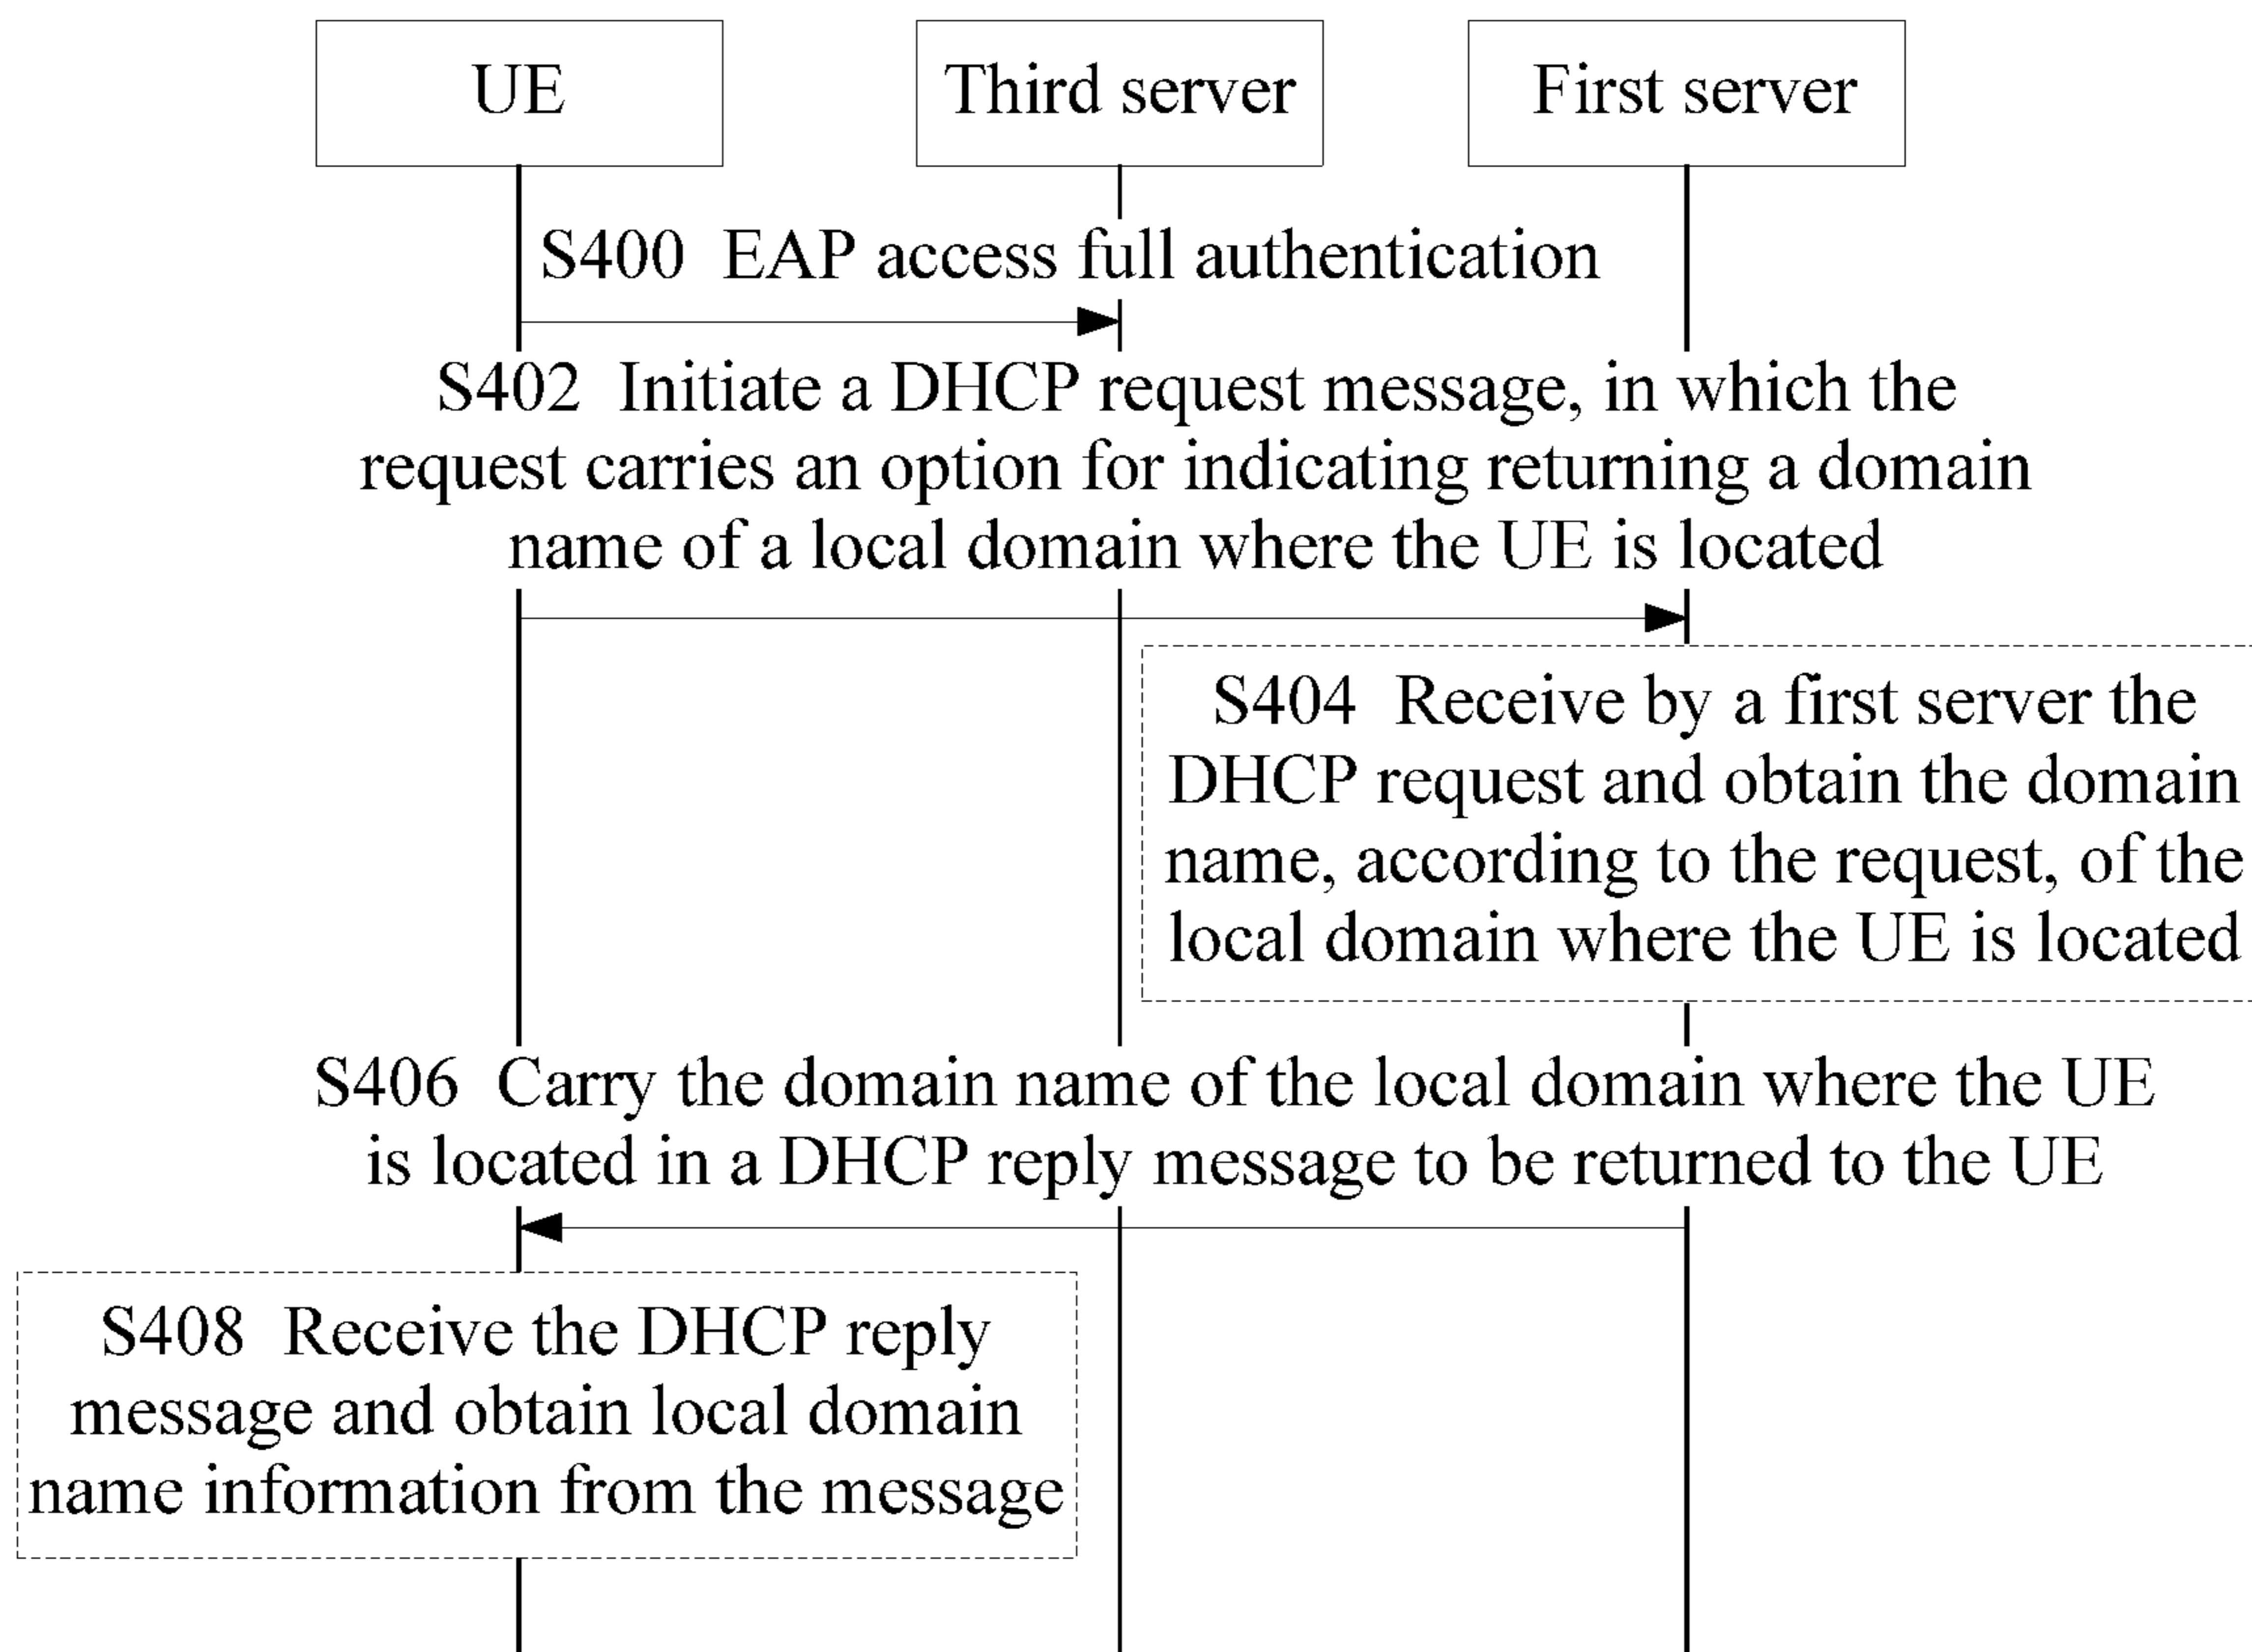 UE
Third server
First server
S400 EAP access full authentication
S402 Initiate a DHCP request message, in which the
request carries an option for indicating returning a domain
name of a local domain where the UE is located
S404 Receive by a first server the
DHCP request and obtain the domain
name, according to the request, of the
local domain where the UE is located
S406 Carry the domain name of the local domain where the UE
is located in a DHCP reply message to be returned to the UE
S408 Receive the DHCP reply
message and obtain local domain
name information from the message